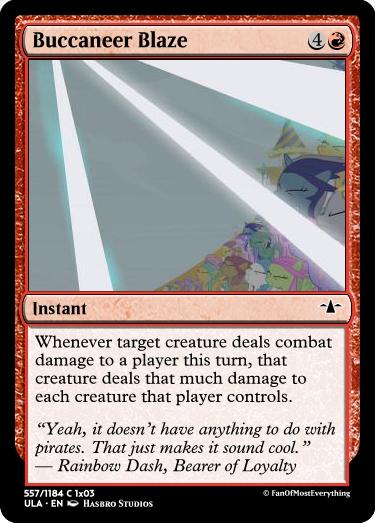 Buccaneer Blaze 4
Instant
Whenever target creature deals combat
damage to a player this turn, that
creature deals that much damage to
each creature that player controls.
“Yeah, it doesn’t have anything to do with
pirates. That just makes it sound cool.”
— Rainbow Dash, Bearer of Loyalty
557/1184 C 1x03
ULA • EN Hasbro Studios
© FanOfMostEverything